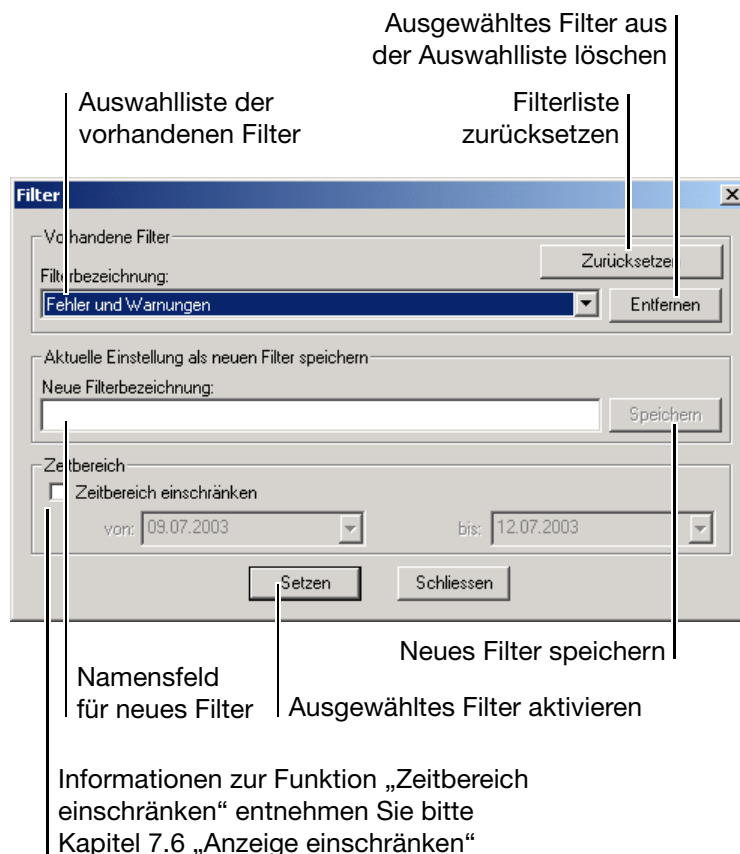 Ausgewähltes Filter aus
der Auswahlliste löschen
Auswahlliste der
vorhandenen Filter
Filterliste
zurücksetzen
Filter
Vorhandene Filter
Zurücksetzen
Filterbezeichnung:
Fehler und Warnungen
Entfernen
Aktuelle Einstellung als neuen Filter speichern
Neue Filterbezeichnung:
Speichern
Zeitbereich
Zeitbereich einschränken
von: 09.07.2003 bis: 12.07.2003
Setzen Schliessen
Neues Filter speichern
Namensfeld
für neues Filter
Ausgewähltes Filter aktivieren
Informationen zur Funktion „Zeitbereich
einschränken“ entnehmen Sie bitte
Kapitel 7.6 „Anzeige einschränken“